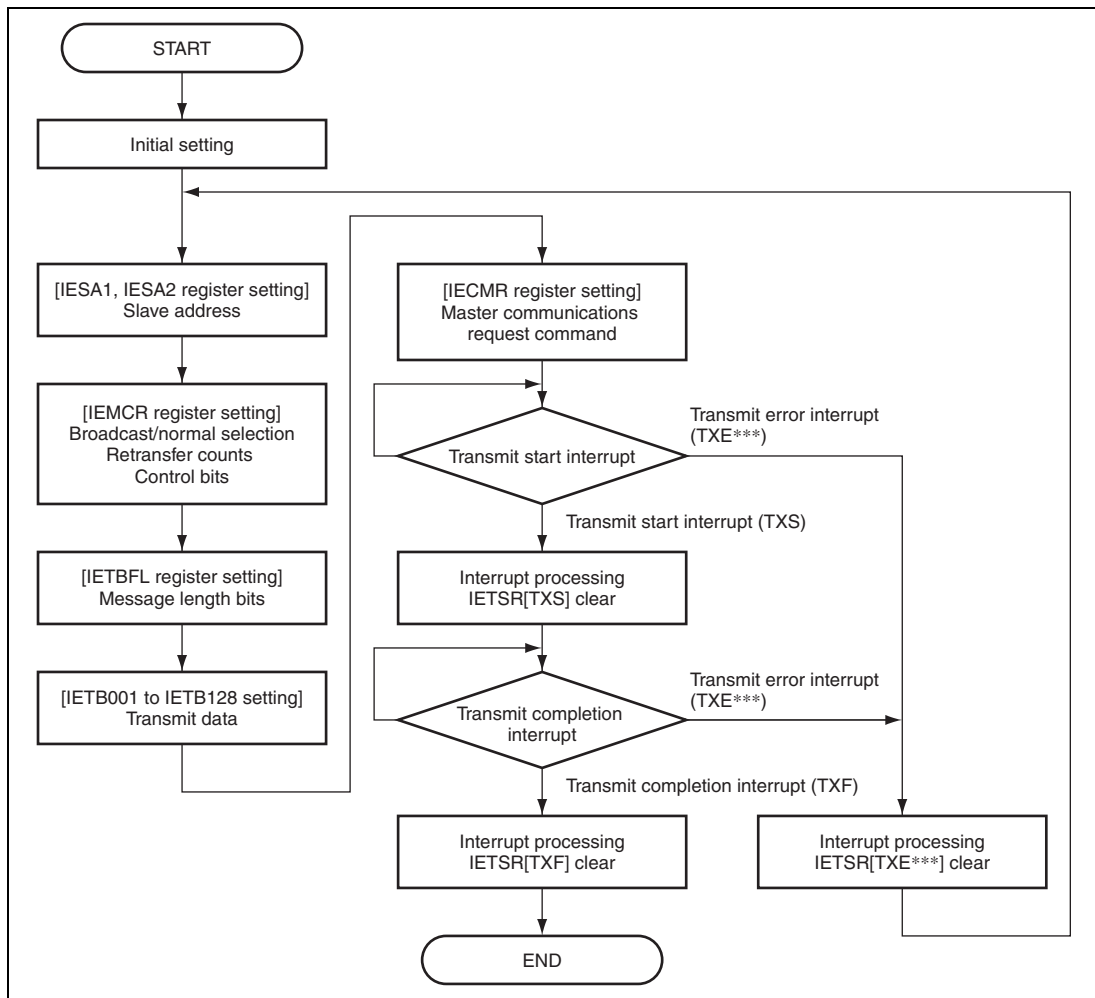 START
Initial setting
[IESA1, IESA2 register setting]
Slave address
[IEMCR register setting]
Broadcast/normal selection
Retransfer counts
Control bits
[IETBFL register setting]
Message length bits
[IETB001 to IETB128 setting]
Transmit data
[IECMR register setting]
Master communications
request command
Transmit start interrupt
Transmit error interrupt
(TXE***)
Transmit start interrupt (TXS)
Interrupt processing
IETSR[TXS] clear
Transmit completion
interrupt
Transmit error interrupt
(TXE***)
Transmit completion interrupt (TXF)
Interrupt processing
IETSR[TXF] clear
Interrupt processing
IETSR[TXE***] clear
END